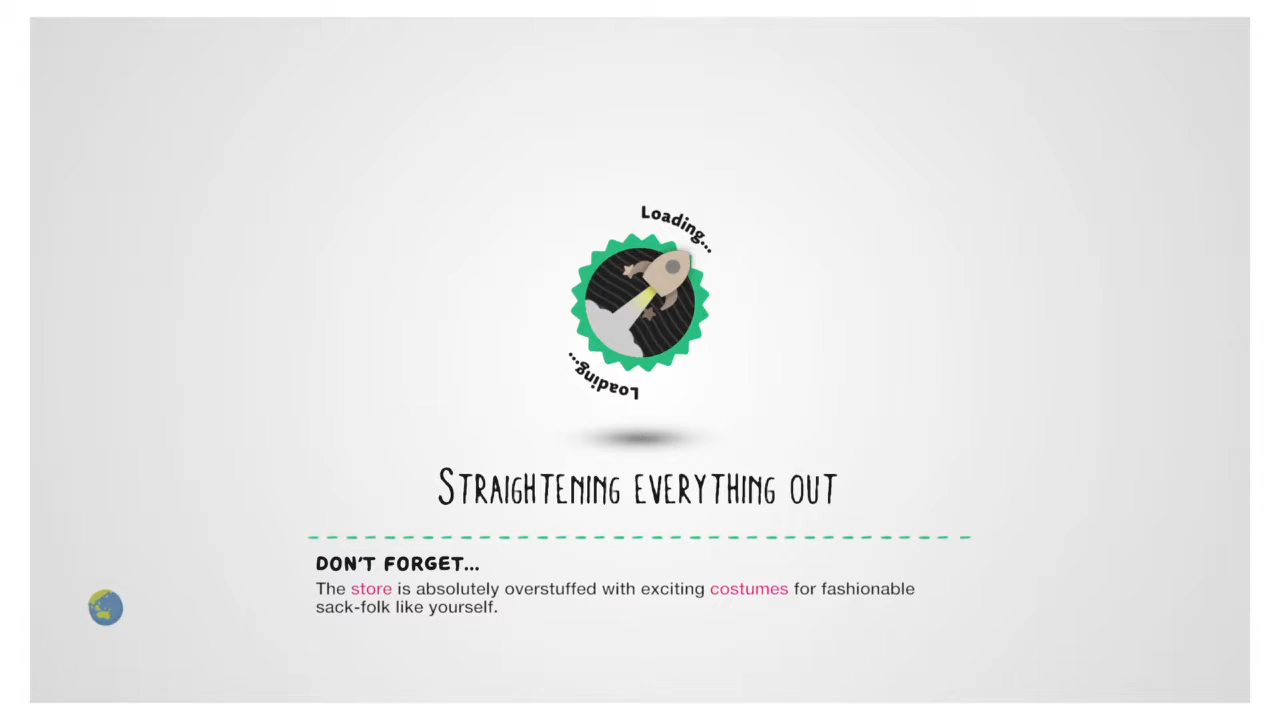 Loading...
Loading...
STRAIGHTENING EVERYTHING OUT
DON'T FORGET...
The store is absolutely overstuffed with exciting costumes for fashionable
sack-folk like yourself.